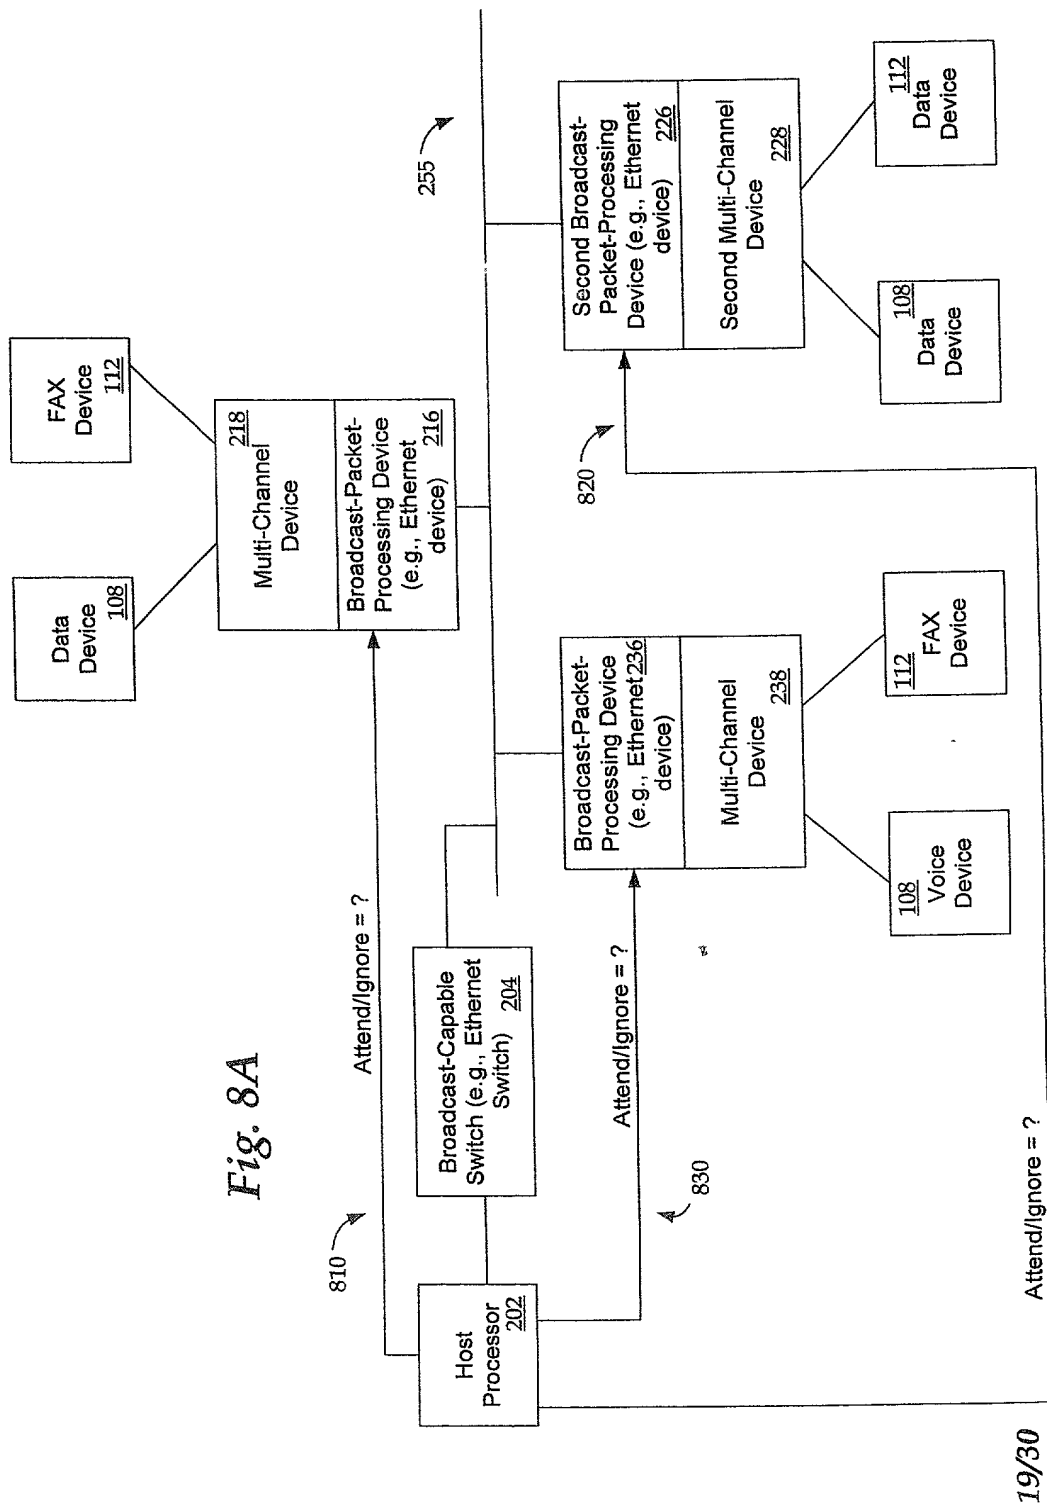 19/30
Fig. 8A
Data
Device
108
FAX
Device
112
Multi-Channel
Device
218
Broadcast-Packet-
Processing Device
(e.g., Ethernet
device)
216
255
810
Attend/Ignore = ?
Host
Processor
202
Broadcast-Capable
Switch (e.g., Ethernet
Switch)
204
Attend/Ignore = ?
830
Broadcast-Packet-
Processing Device
(e.g., Ethernet
device)
236
Multi-Channel
Device
238
108
Voice
Device
112
FAX
Device
820
Second Broadcast-
Packet-Processing
Device (e.g., Ethernet
device)
226
Second Multi-Channel
Device
228
108
Data
Device
112
Data
Device
Attend/Ignore = ?